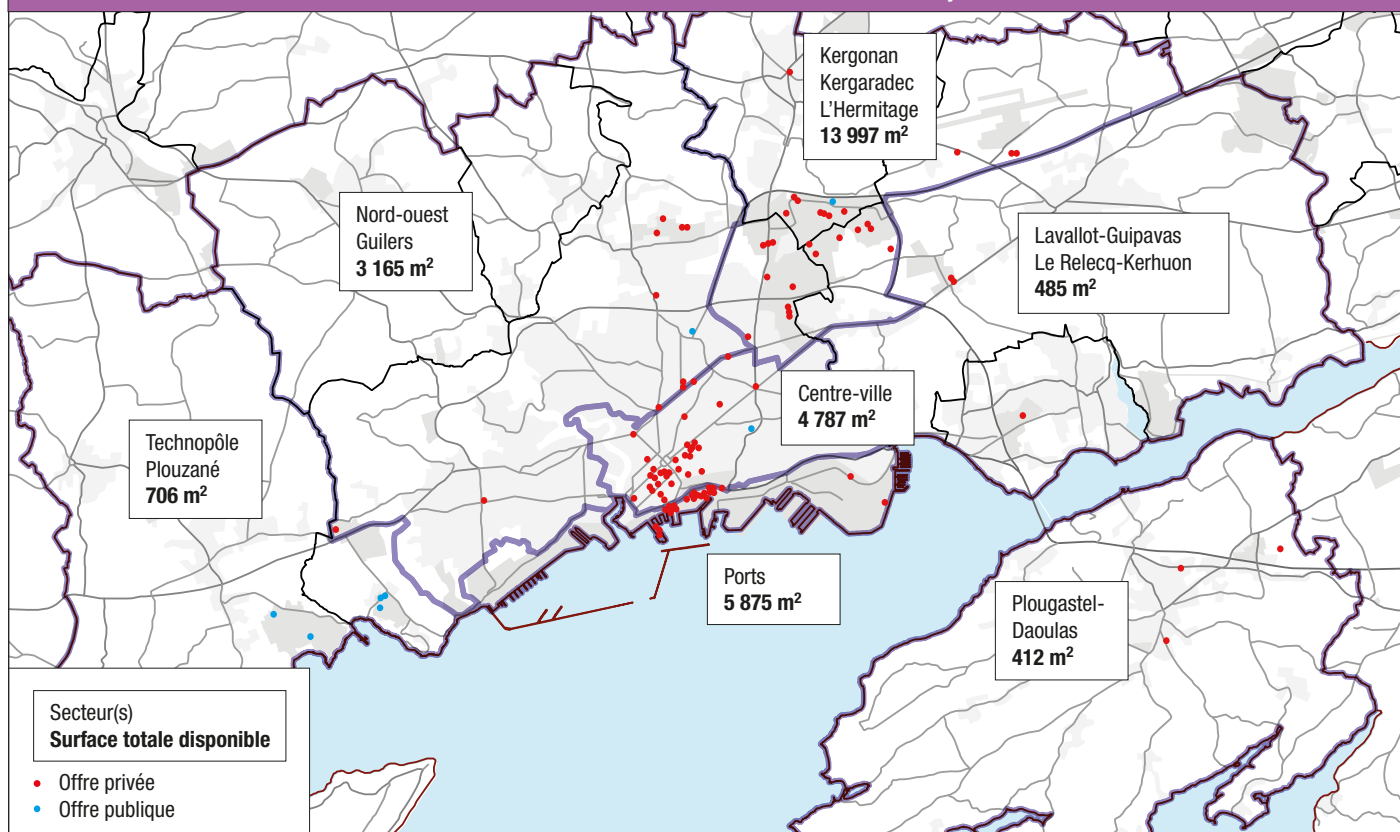 Kergonan
Kergaradec
L'Hermitage
13 997 m²
Nord-ouest
Guilers
3 165 m²
Lavallot-Guipavas
Le Relecq-Kerhuon
485 m²
Centre-ville
4 787 m²
Technopôle
Plouzané
706 m²
Ports
5 875 m²
Plougastel-
Daoulas
412 m²
Secteur(s)
Surface totale disponible
Offre privée
Offre publique